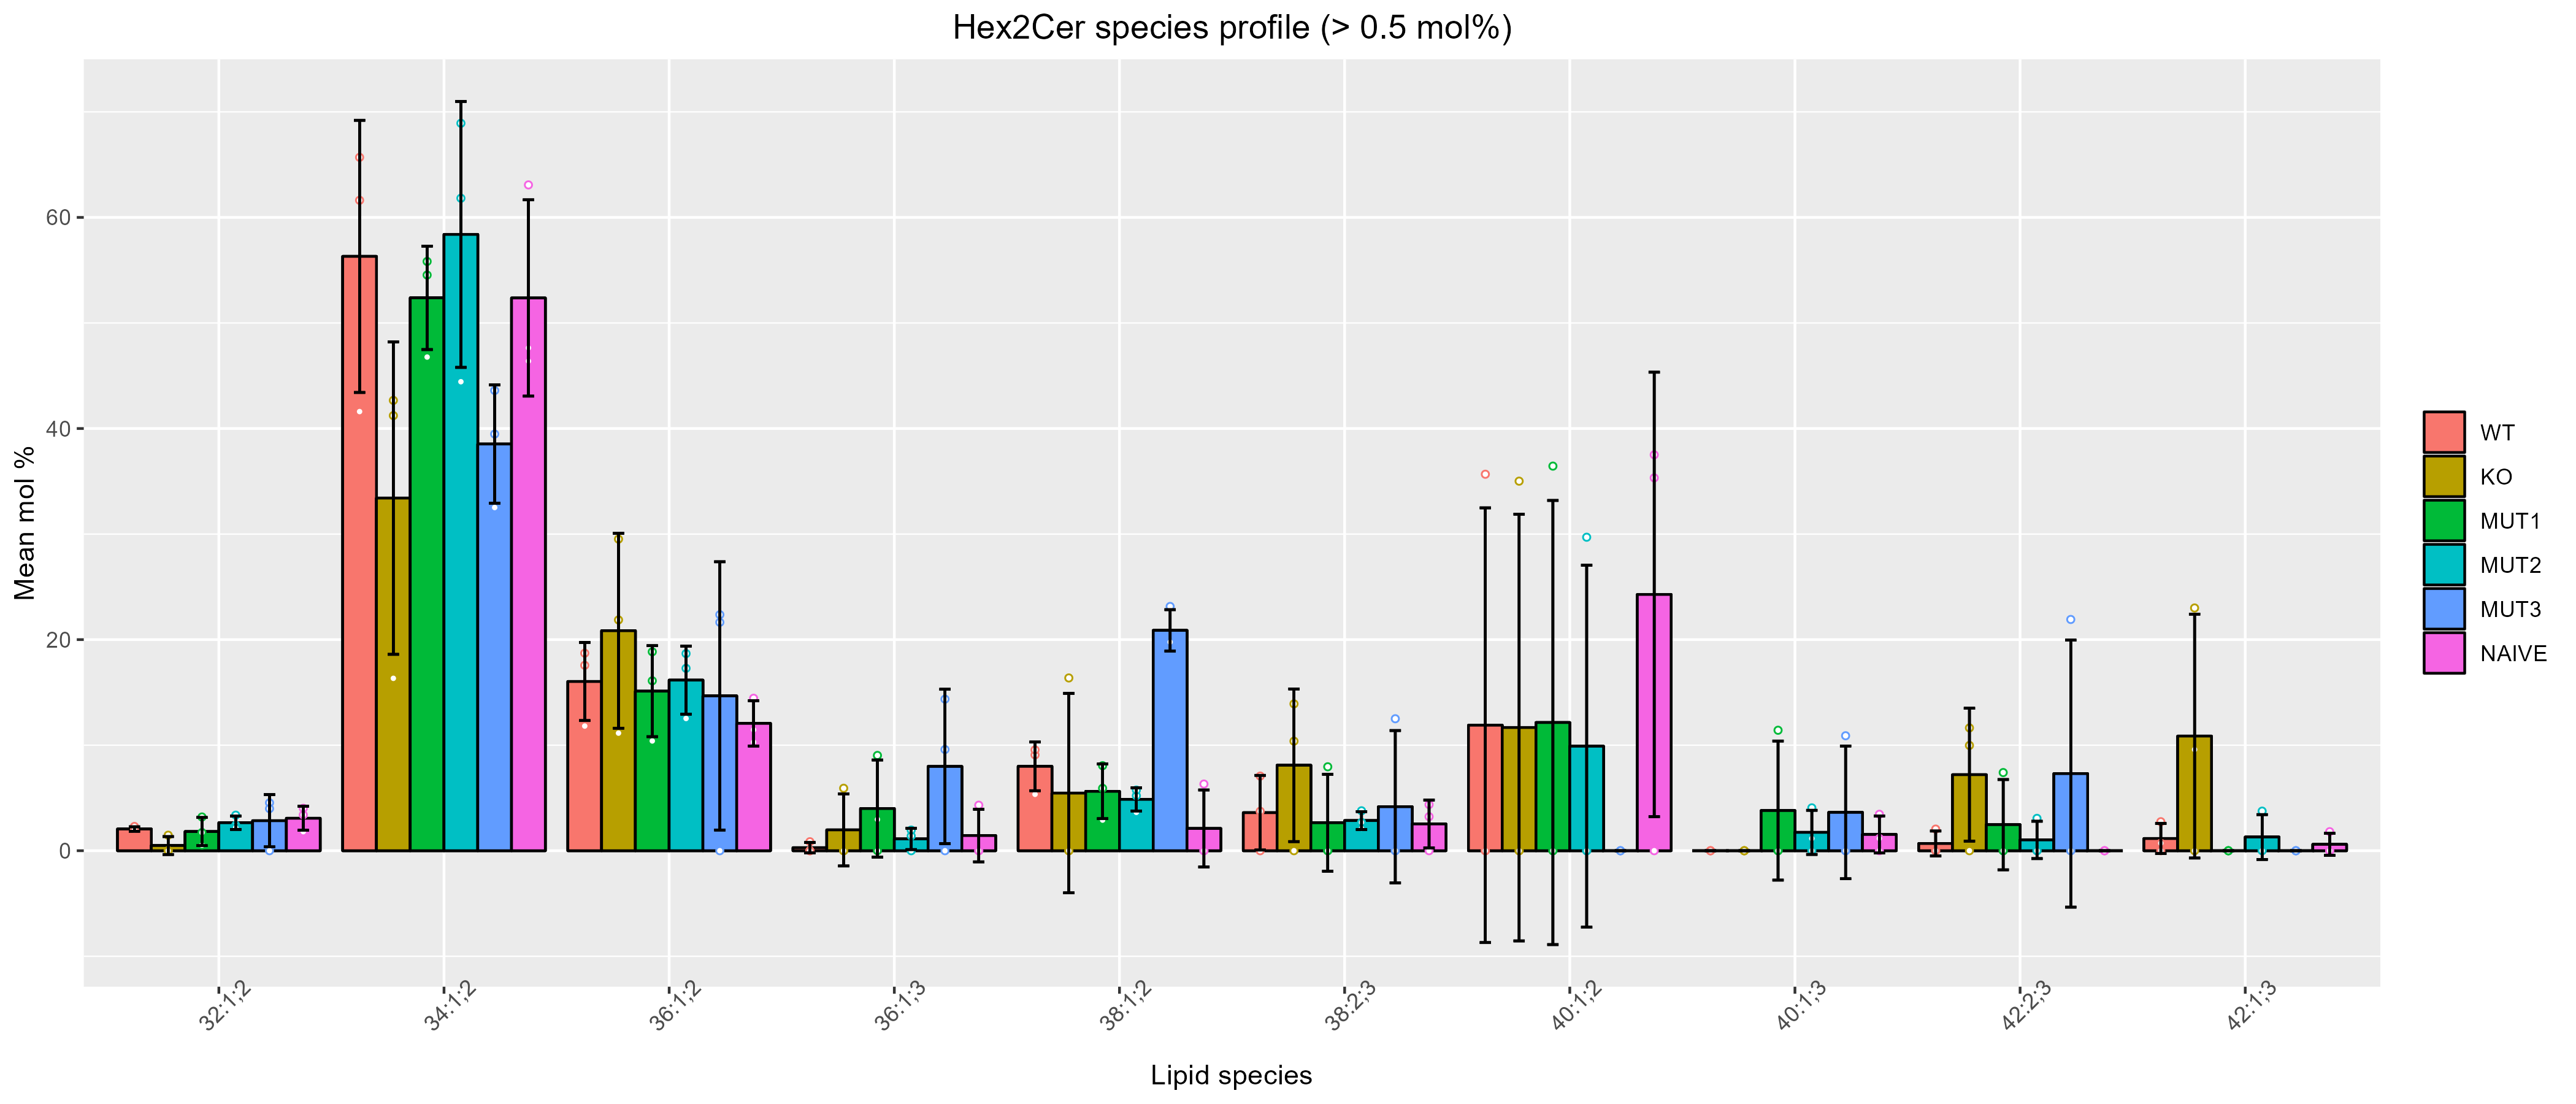 Hex2Cer species profile (> 0.5 mol%)
Mean mol %
60
40
20
0
32:1;2
34:1;2
36:1;2
36:1;3
38:1;2
38:2;3
40:1;2
40:1;3
42:2;3
42:1;3
Lipid species
WT
KO
MUT1
MUT2
MUT3
NAIVE